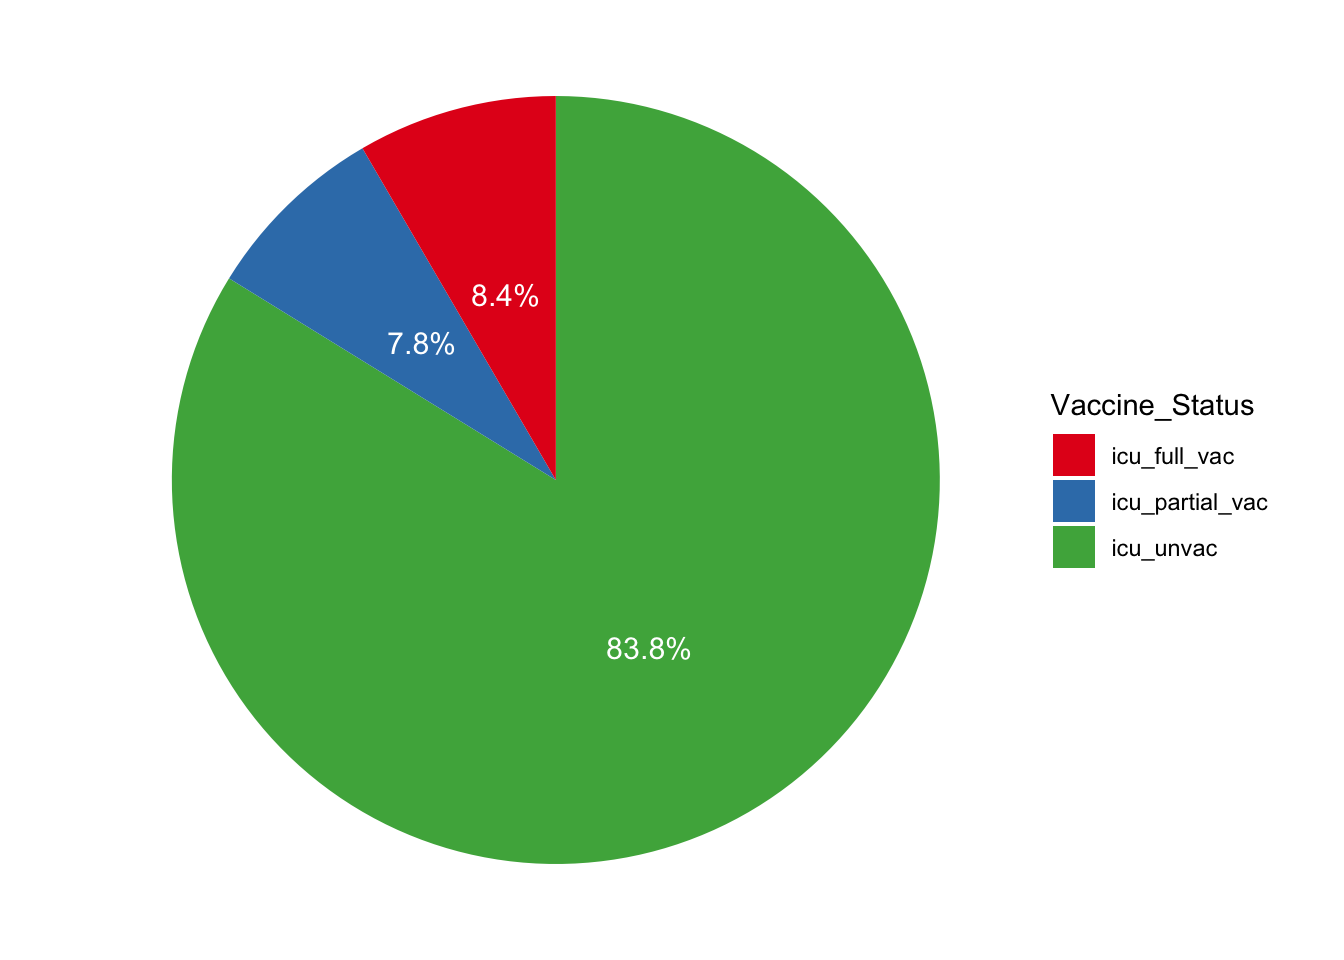 8.4%
7.8%
83.8%
Vaccine_Status
icu_full_vac
icu_partial_vac
icu_unvac